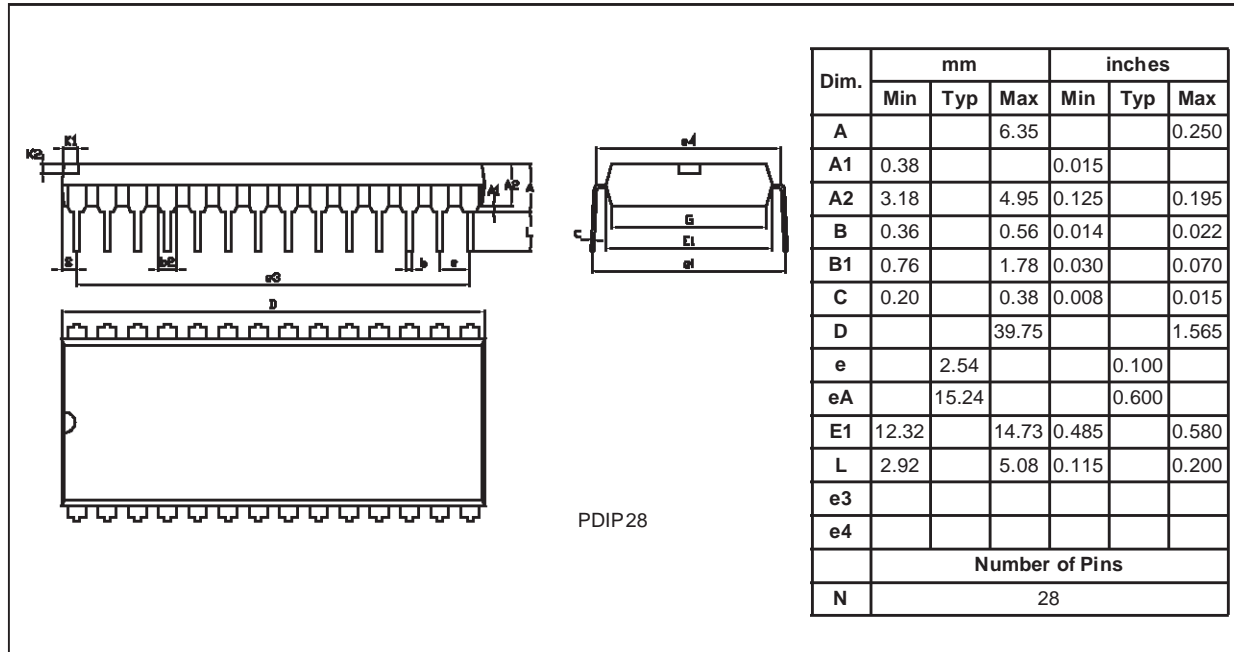 K1
K2
A1
A2
A
L
S
b2
b
e
e3
D
e4
G
C
E1
e1
PDIP28
Dim. mm inches
Min Typ Max Min Typ Max
A 6.35 0.250
A1 0.38 0.015
A2 3.18 4.95 0.125 0.195
B 0.36 0.56 0.014 0.022
B1 0.76 1.78 0.030 0.070
C 0.20 0.38 0.008 0.015
D 39.75 1.565
e 2.54 0.100
eA 15.24 0.600
E1 12.32 14.73 0.485 0.580
L 2.92 5.08 0.115 0.200
e3
e4
Number of Pins
N 28